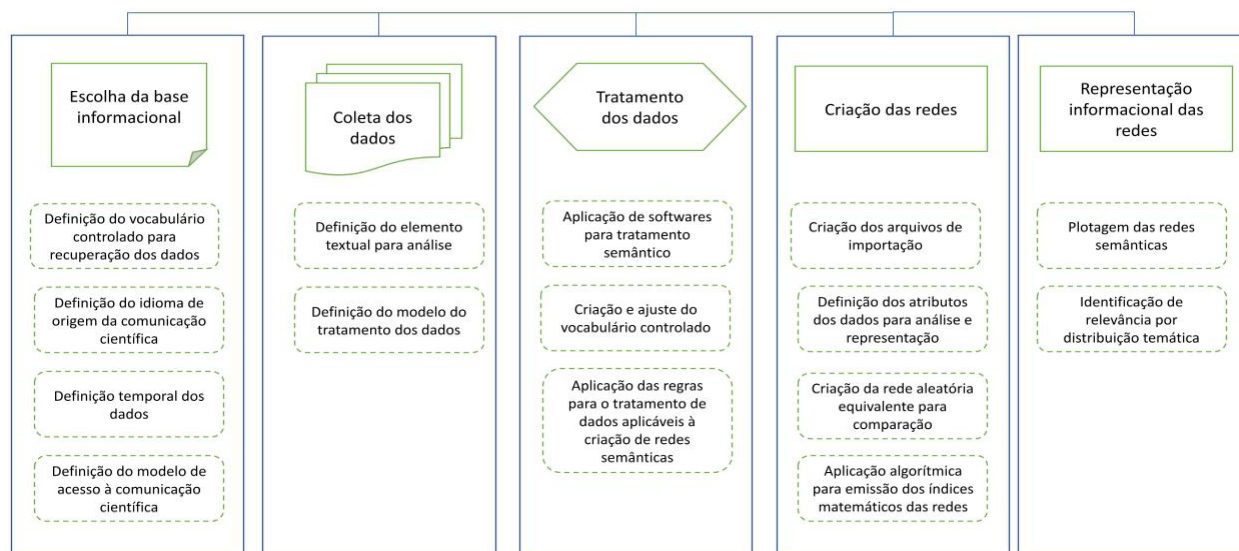 Escolha da base
informacional
Definição do vocabulário
controlado para
recuperação dos dados
Definição do idioma de
origem da comunicação
científica
Definição temporal dos
dados
Definição do modelo de
acesso à comunicação
científica
Coleta dos
dados
Definição do elemento
textual para análise
Definição do modelo do
tratamento dos dados
Tratamento
dos dados
Aplicação de softwares
para tratamento
semântico
Criação e ajuste do
vocabulário controlado
Aplicação das regras
para o tratamento de
dados aplicáveis à
criação de redes
semânticas
Criação das redes
Criação dos arquivos de
importação
Definição dos atributos
dos dados para análise e
representação
Criação da rede aleatória
equivalente para
comparação
Aplicação algorítmica
para emissão dos índices
matemáticos das redes
Representação
informacional das
redes
Plotagem das redes
semânticas
Identificação de
relevância por
distribuição temática